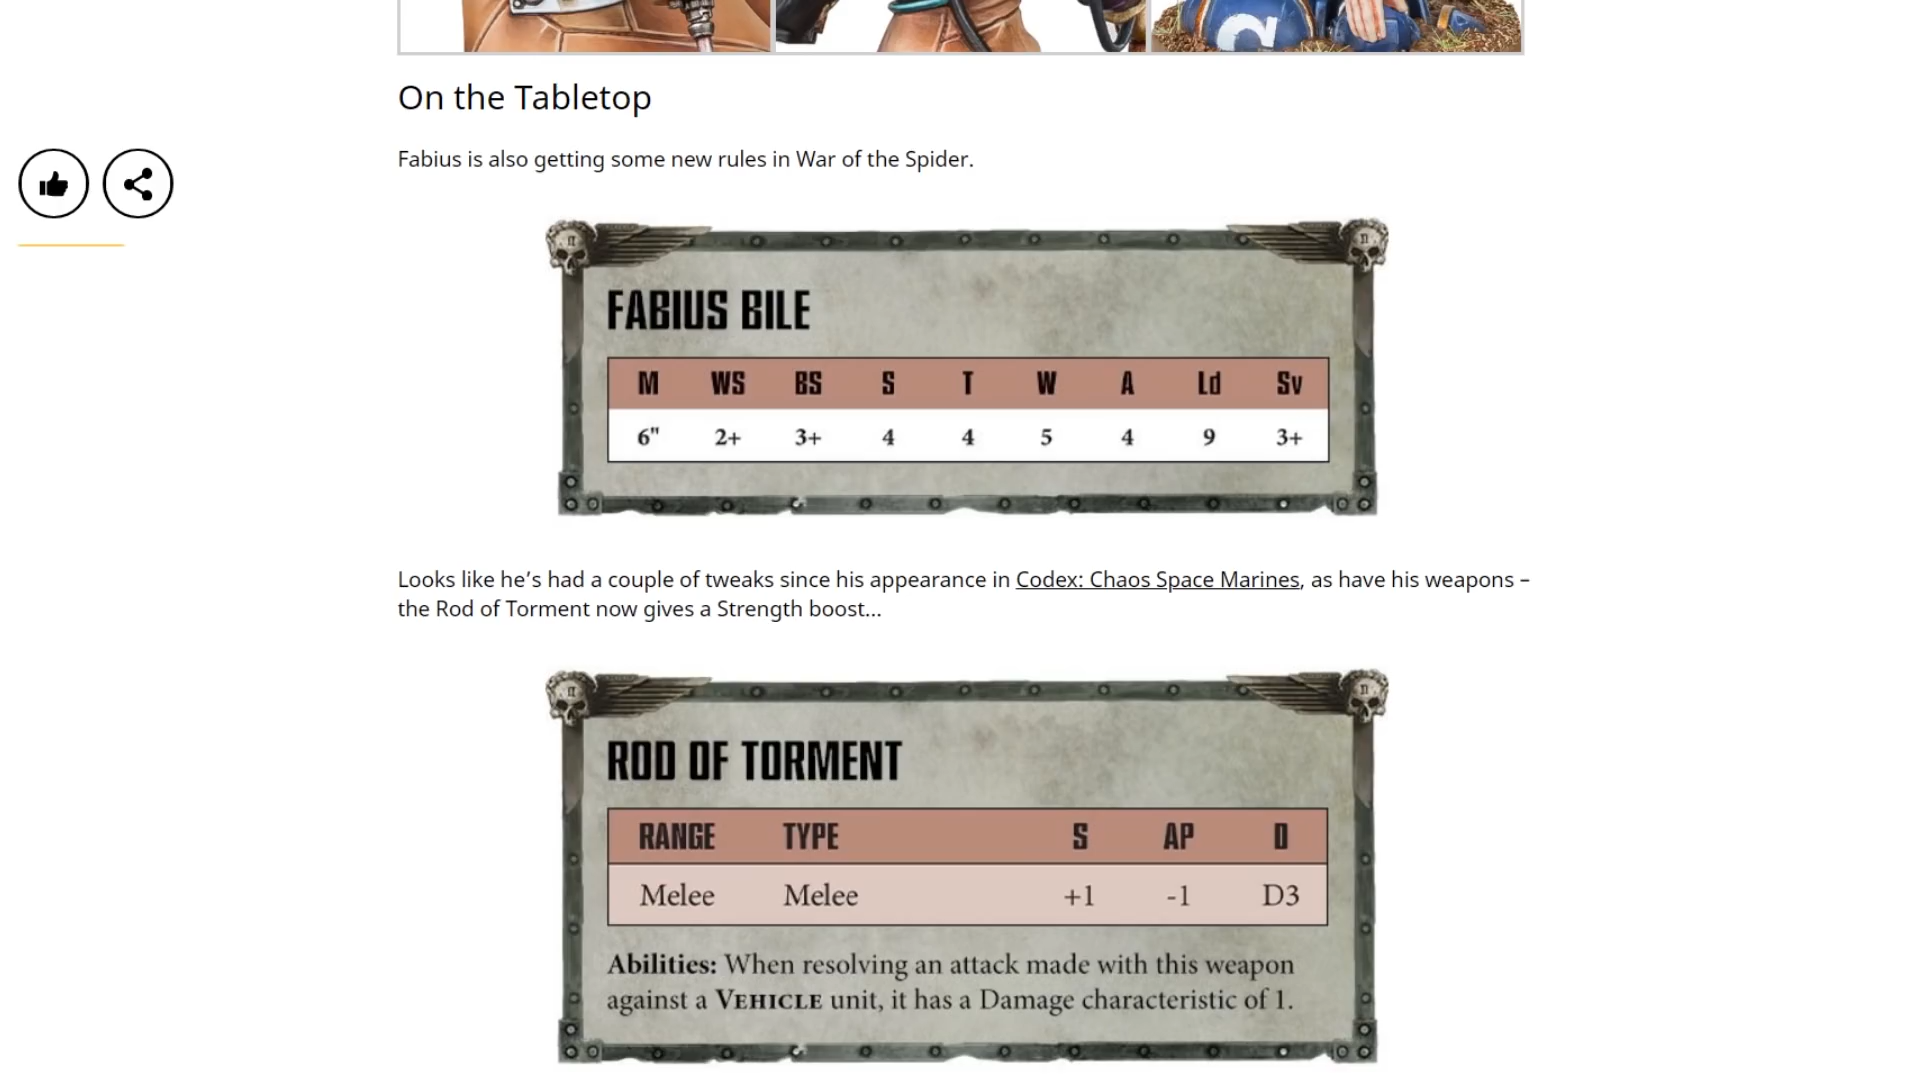 On the Tabletop
Fabius is also getting some new rules in War of the Spider.
FABIUS BILE
M WS BS S T W A Ld Sv
6" 2+ 3+ 4 4 5 4 9 3+
Looks like he’s had a couple of tweaks since his appearance in Codex: Chaos Space Marines, as have his weapons –
the Rod of Torment now gives a Strength boost…
ROD OF TORMENT
RANGE TYPE S AP D
Melee Melee +1 -1 D3
Abilities: When resolving an attack made with this weapon
against a VEHICLE unit, it has a Damage characteristic of 1.